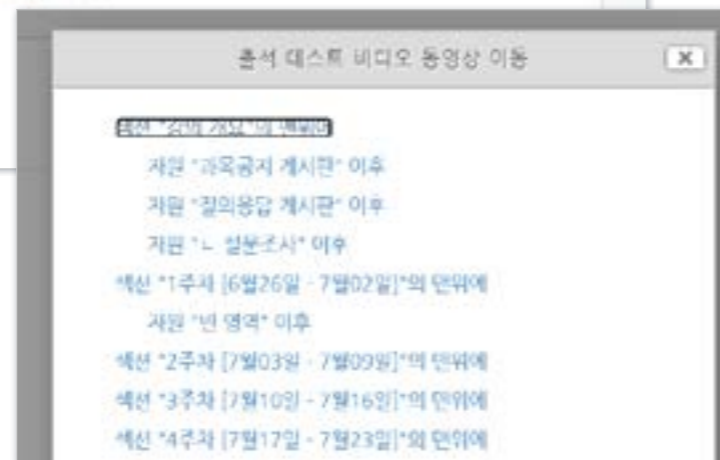 출석 테스트 비디오 동영상 이동
섹션 "강의 개요"의 맨위에
자원 "과목공지 게시판" 이후
자원 "질의응답 게시판" 이후
자원 "ㄴ 설문조사" 이후
섹션 "1주차 [6월26일 - 7월02일]"의 맨위에
자원 "빈 영역" 이후
섹션 "2주차 [7월03일 - 7월09일]"의 맨위에
섹션 "3주차 [7월10일 - 7월16일]"의 맨위에
섹션 "4주차 [7월17일 - 7월23일]"의 맨위에